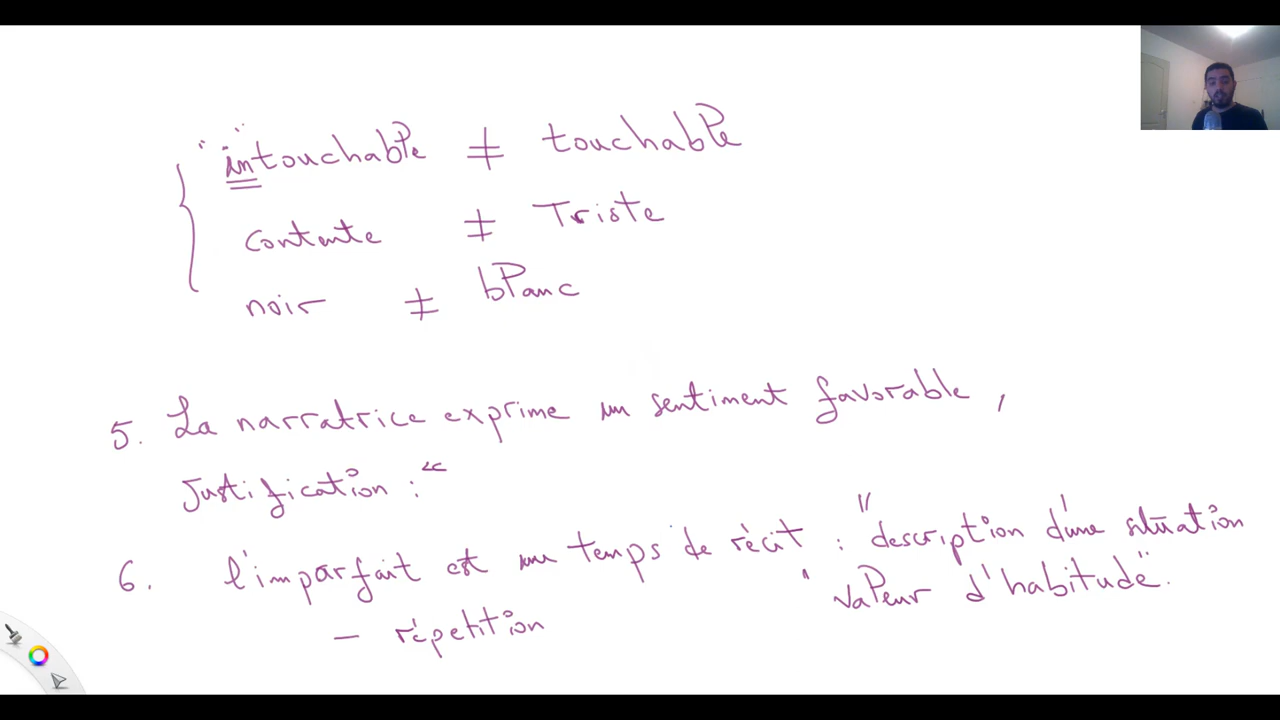 "intouchable" ≠ touchable
contente ≠ Triste
noir ≠ blanc
5. La narratrice exprime un sentiment favorable,
Justification : "
6. l'imparfait est un temps de récit : "description d'une situation
" valeur d'habitude".
— répetition